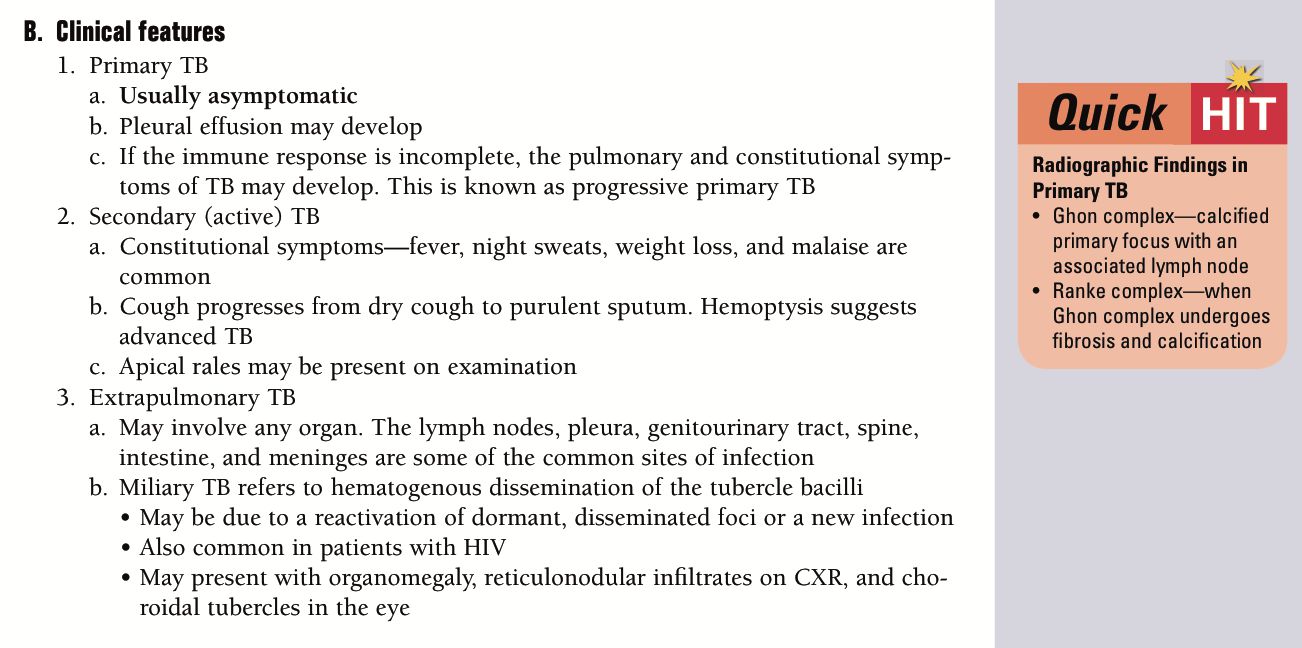 B. Clinical features
1. Primary TB
a. Usually asymptomatic
b. Pleural effusion may develop
c. If the immune response is incomplete, the pulmonary and constitutional symp-
toms of TB may develop. This is known as progressive primary TB
2. Secondary (active) TB
a. Constitutional symptoms—fever, night sweats, weight loss, and malaise are
common
b. Cough progresses from dry cough to purulent sputum. Hemoptysis suggests
advanced TB
c. Apical rales may be present on examination
3. Extrapulmonary TB
a. May involve any organ. The lymph nodes, pleura, genitourinary tract, spine,
intestine, and meninges are some of the common sites of infection
b. Miliary TB refers to hematogenous dissemination of the tubercle bacilli
• May be due to a reactivation of dormant, disseminated foci or a new infection
• Also common in patients with HIV
• May present with organomegaly, reticulonodular infiltrates on CXR, and cho-
roidal tubercles in the eye
Quick HIT
Radiographic Findings in
Primary TB
• Ghon complex—calcified
primary focus with an
associated lymph node
• Ranke complex—when
Ghon complex undergoes
fibrosis and calcification